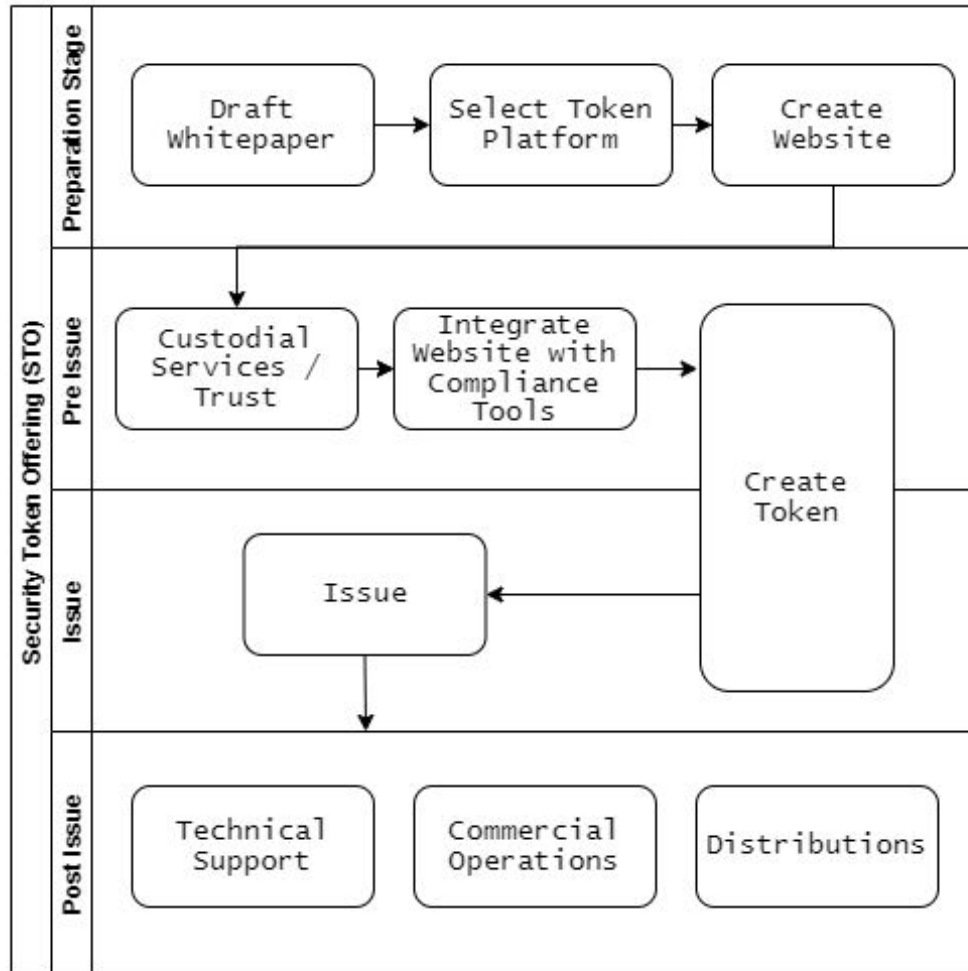 Security Token Offering (STO)
Preparation Stage
Draft
Whitepaper
Select Token
Platform
Create
Website
Pre Issue
Custodial
Services /
Trust
Integrate
Website with
Compliance
Tools
Create
Token
Issue
Issue
Post Issue
Technical
Support
Commercial
Operations
Distributions